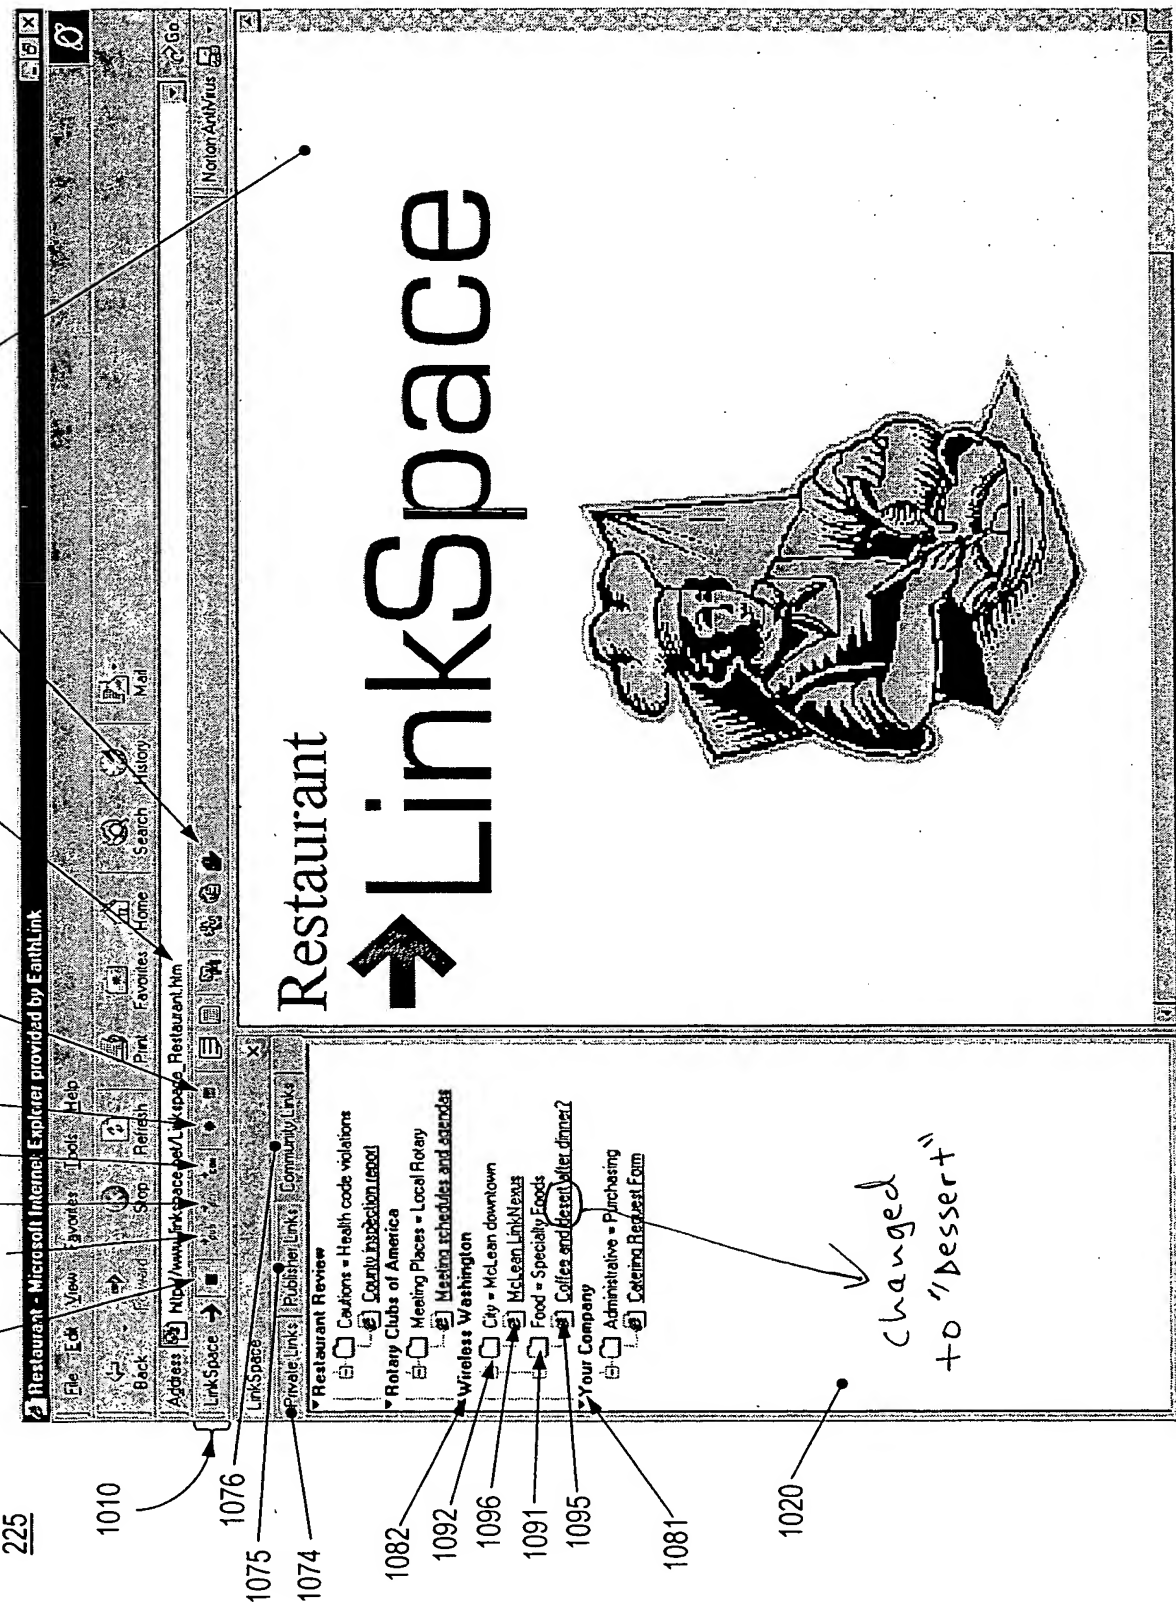 225
Restaurant - Microsoft Internet Explorer provided by EarthLink
File Edit View Favorites Tools Help
Back Forward Stop Refresh Print Favorites Home Search History Mail
Address http://www.linkspace.net/Linkspace_Restaurant.htm Go
LinkSpace Norton AntiVirus
1010
LinkSpace
Private Links Publisher Links Community Links
1076
1075
1074
Restaurant Review
Cautions = Health code violations
County inspection report
Rotary Clubs of America
Meeting Places = Local Rotary
Meeting schedules and agendas
Wireless Washington
City = McLean downtown
McLean LinkNexus
Food = Specialty Foods
Coffee and desert after dinner?
Your Company
Administrative = Purchasing
Catering Request Form
1082
1092
1096
1091
1095
1081
1020
changed
to "Dessert"
Restaurant
LinkSpace